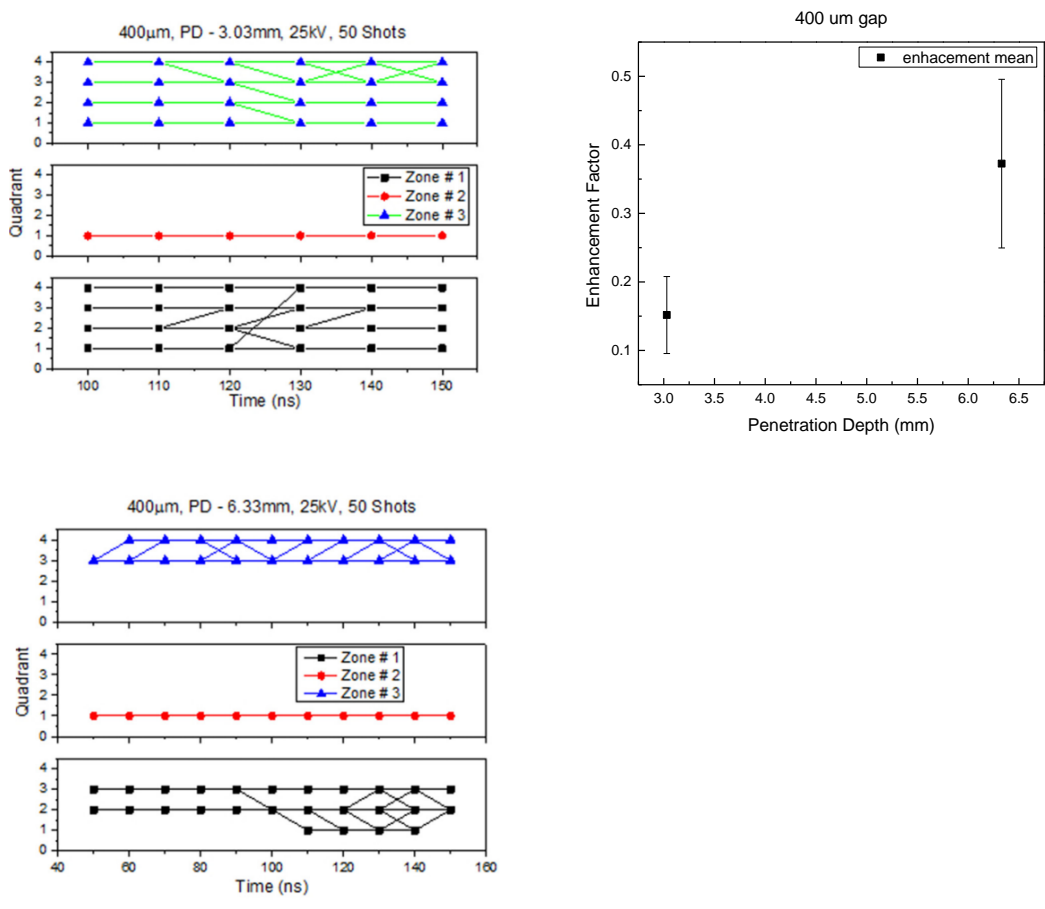 400μm, PD - 3.03mm, 25kV, 50 Shots
4
3
2
1
0
4
3
2
1
0
Zone # 1
Zone # 2
Zone # 3
Quadrant
4
3
2
1
0
100 110 120 130 140 150
Time (ns)
400 um gap
enhacement mean
0.5
0.4
0.3
0.2
0.1
Enhancement Factor
3.0 3.5 4.0 4.5 5.0 5.5 6.0 6.5
Penetration Depth (mm)
400μm, PD - 6.33mm, 25kV, 50 Shots
4
3
2
1
0
4
3
2
1
0
Zone # 1
Zone # 2
Zone # 3
Quadrant
4
3
2
1
0
40 60 80 100 120 140 160
Time (ns)